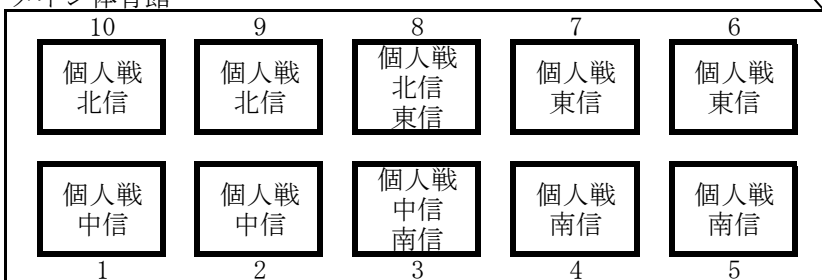 10 9 8 7 6
個人戦 個人戦 個人戦 個人戦 個人戦
北信 北信 北信 東信 東信
東信
個人戦 個人戦 個人戦 個人戦 個人戦
中信 中信 中信 南信 南信
南信
1 2 3 4 5